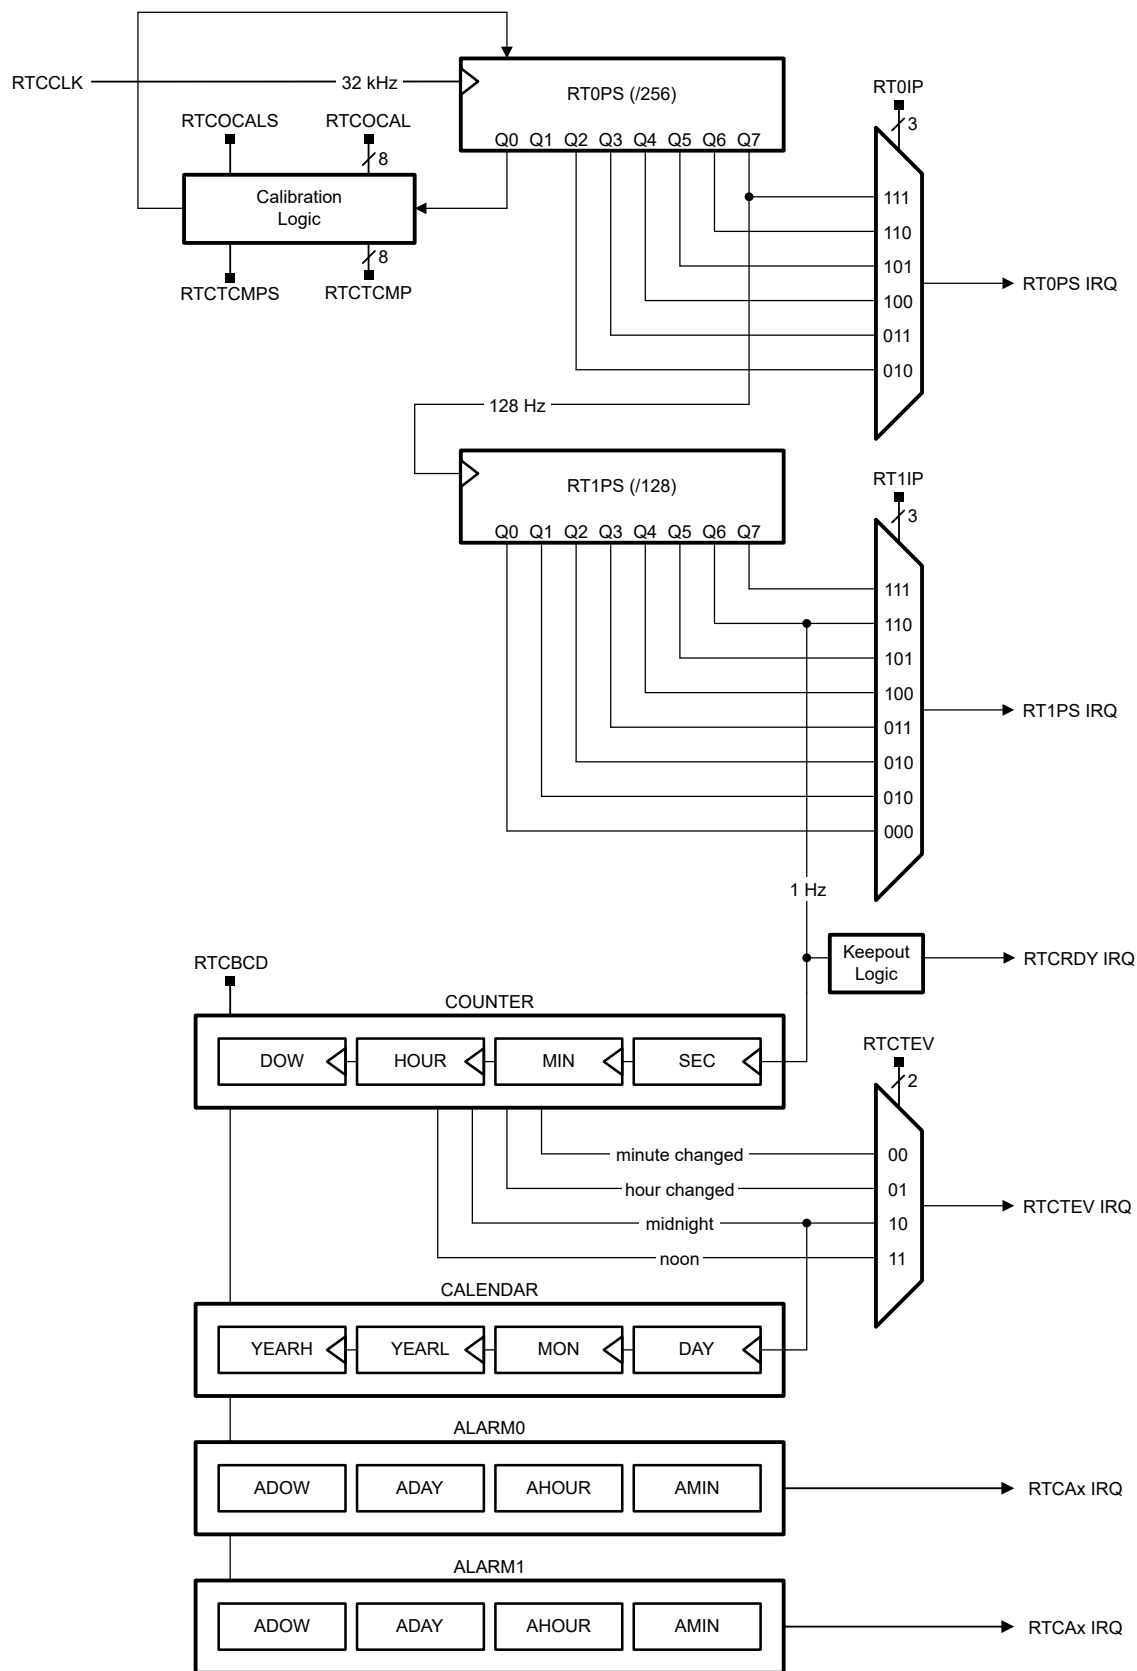 RTCCLK
32 kHz
RT0PS (/256)
Q0 Q1 Q2 Q3 Q4 Q5 Q6 Q7
RT0IP
3
RTCOCALS
RTCOCAL
8
Calibration
Logic
8
RTCTCMPS
RTCTCMP
111
110
101
100
011
010
RT0PS IRQ
128 Hz
RT1PS (/128)
Q0 Q1 Q2 Q3 Q4 Q5 Q6 Q7
RT1IP
3
111
110
101
100
011
010
010
000
RT1PS IRQ
1 Hz
Keepout
Logic
RTCRDY IRQ
RTCBCD
COUNTER
DOW HOUR MIN SEC
RTCTEV
2
minute changed
hour changed
midnight
noon
00
01
10
11
RTCTEV IRQ
CALENDAR
YEARH YEARL MON DAY
ALARM0
ADOW ADAY AHOUR AMIN
RTCAx IRQ
ALARM1
ADOW ADAY AHOUR AMIN
RTCAx IRQ